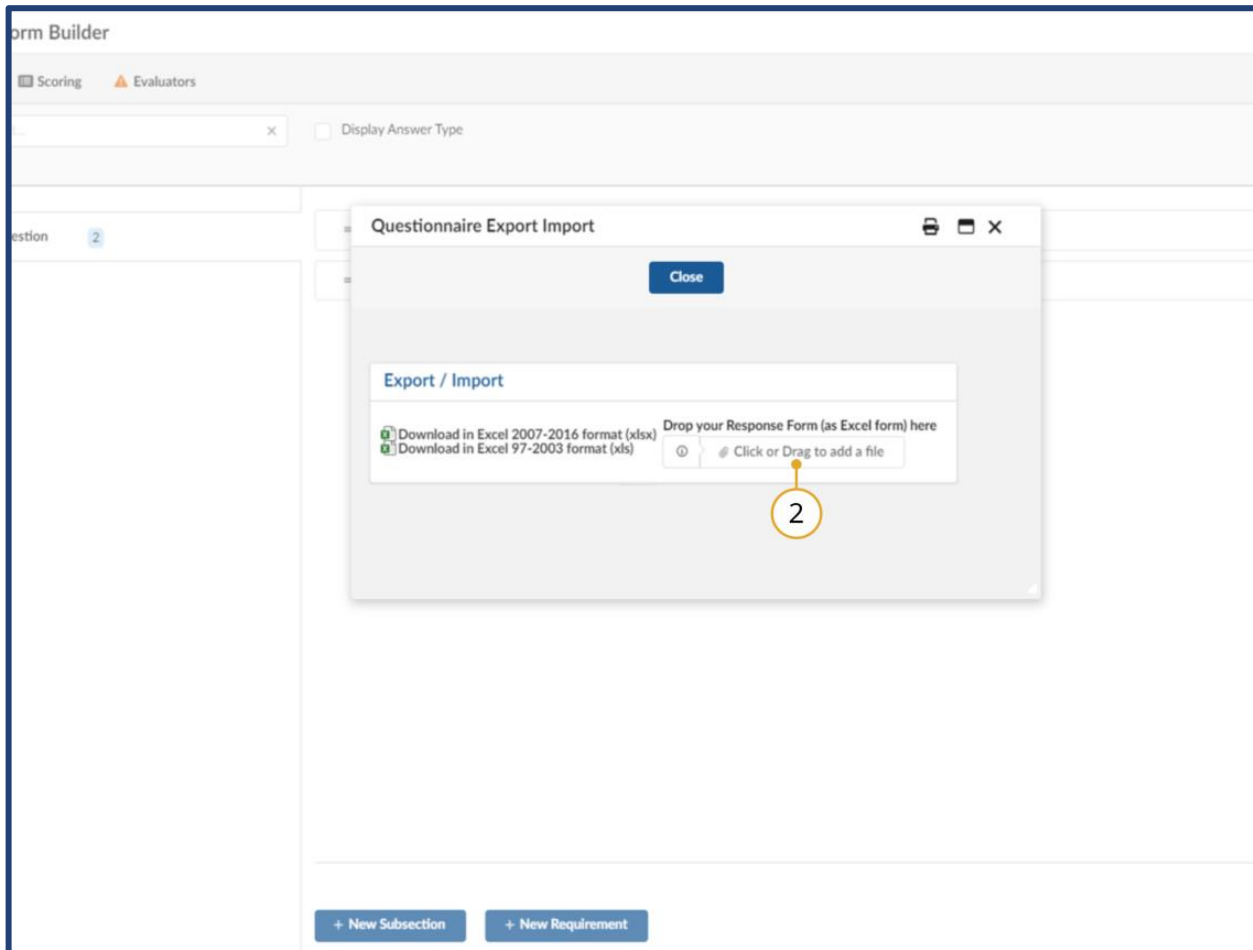 orm Builder
Scoring Evaluators
Display Answer Type
estion 2
Questionnaire Export Import
Close
Export / Import
Drop your Response Form (as Excel form) here
Download in Excel 2007-2016 format (xlsx)
Download in Excel 97-2003 format (xls)
Click or Drag to add a file
2
+ New Subsection + New Requirement